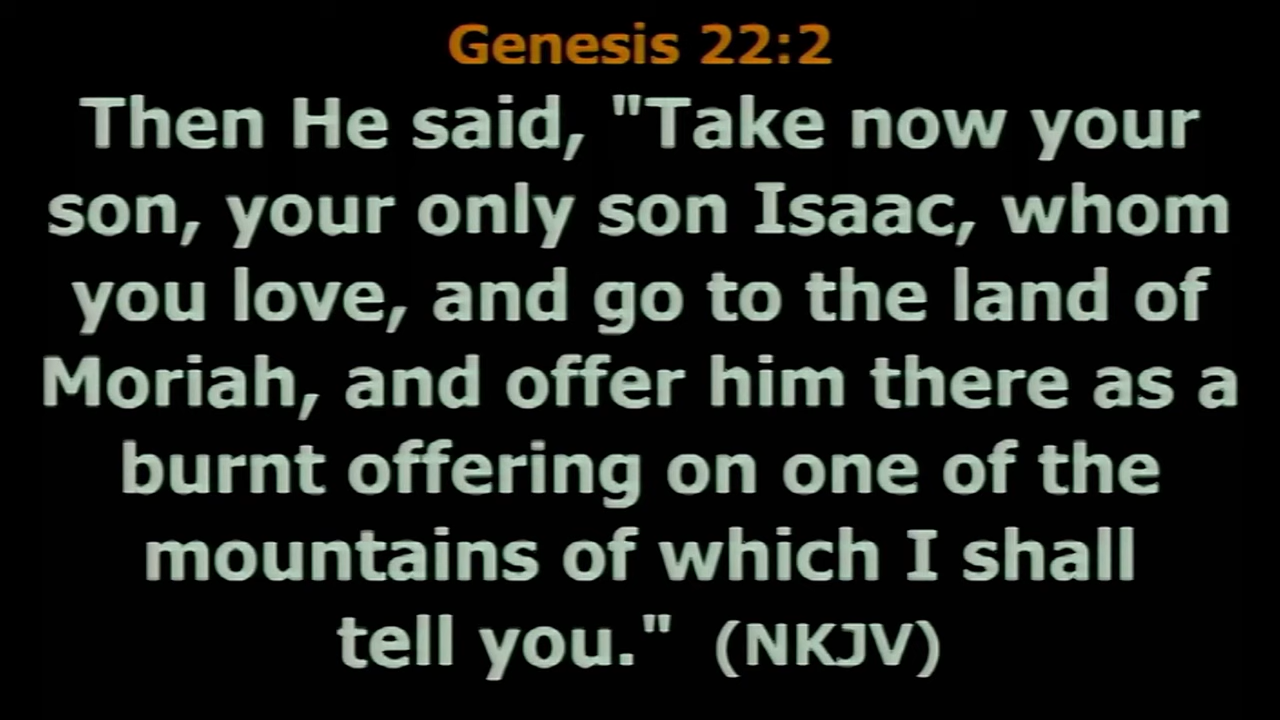 Genesis 22:2
Then He said, "Take now your
son, your only son Isaac, whom
you love, and go to the land of
Moriah, and offer him there as a
burnt offering on one of the
mountains of which I shall
tell you." (NKJV)